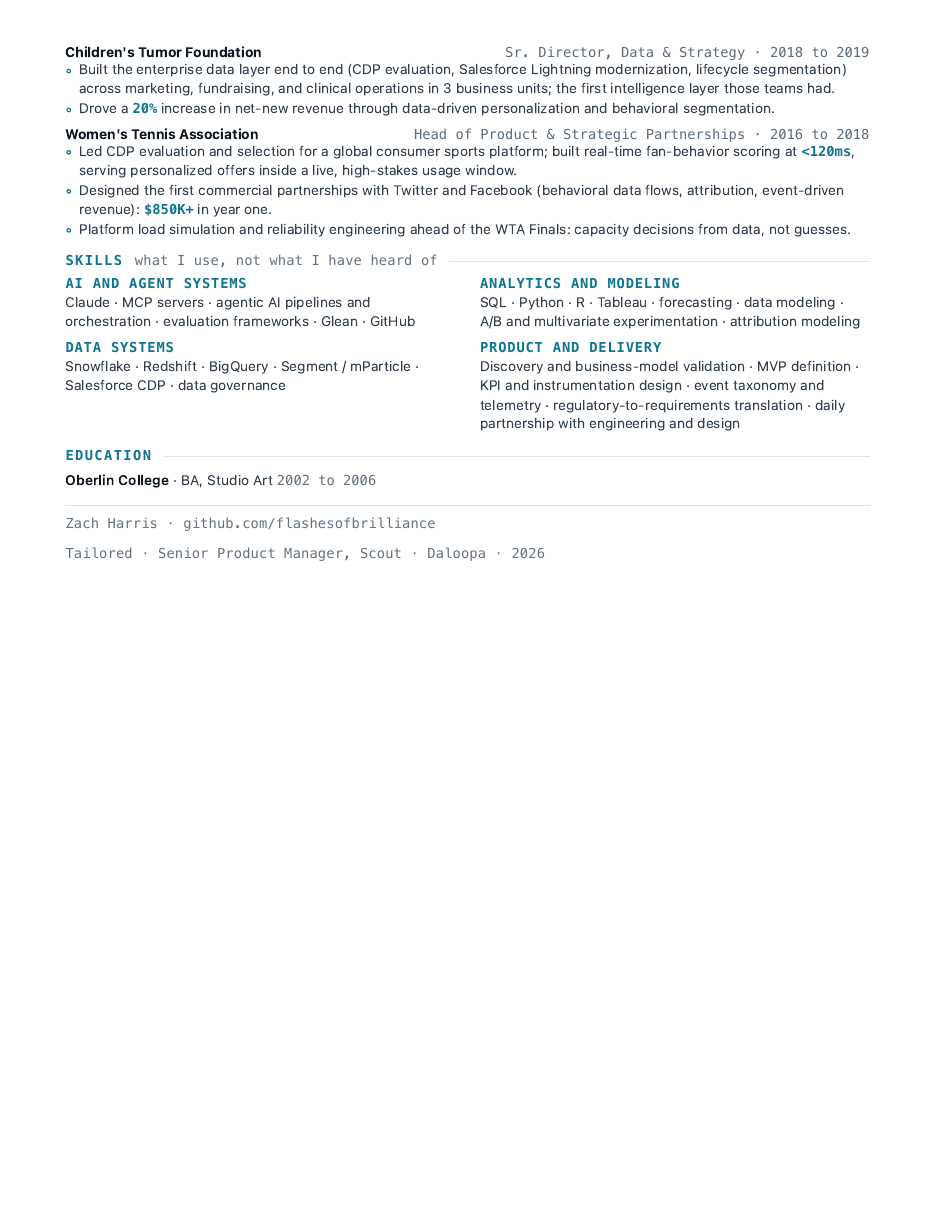 Children's Tumor Foundation Sr. Director, Data & Strategy · 2018 to 2019
∘ Built the enterprise data layer end to end (CDP evaluation, Salesforce Lightning modernization, lifecycle segmentation)
across marketing, fundraising, and clinical operations in 3 business units; the first intelligence layer those teams had.
∘ Drove a 20% increase in net-new revenue through data-driven personalization and behavioral segmentation.
Women's Tennis Association Head of Product & Strategic Partnerships · 2016 to 2018
∘ Led CDP evaluation and selection for a global consumer sports platform; built real-time fan-behavior scoring at <120ms,
serving personalized offers inside a live, high-stakes usage window.
∘ Designed the first commercial partnerships with Twitter and Facebook (behavioral data flows, attribution, event-driven
revenue): $850K+ in year one.
∘ Platform load simulation and reliability engineering ahead of the WTA Finals: capacity decisions from data, not guesses.
SKILLS what I use, not what I have heard of
AI AND AGENT SYSTEMS
Claude · MCP servers · agentic AI pipelines and
orchestration · evaluation frameworks · Glean · GitHub
ANALYTICS AND MODELING
SQL · Python · R · Tableau · forecasting · data modeling ·
A/B and multivariate experimentation · attribution modeling
DATA SYSTEMS
Snowflake · Redshift · BigQuery · Segment / mParticle ·
Salesforce CDP · data governance
PRODUCT AND DELIVERY
Discovery and business-model validation · MVP definition ·
KPI and instrumentation design · event taxonomy and
telemetry · regulatory-to-requirements translation · daily
partnership with engineering and design
EDUCATION
Oberlin College · BA, Studio Art 2002 to 2006
Zach Harris · github.com/flashesofbrilliance
Tailored · Senior Product Manager, Scout · Daloopa · 2026